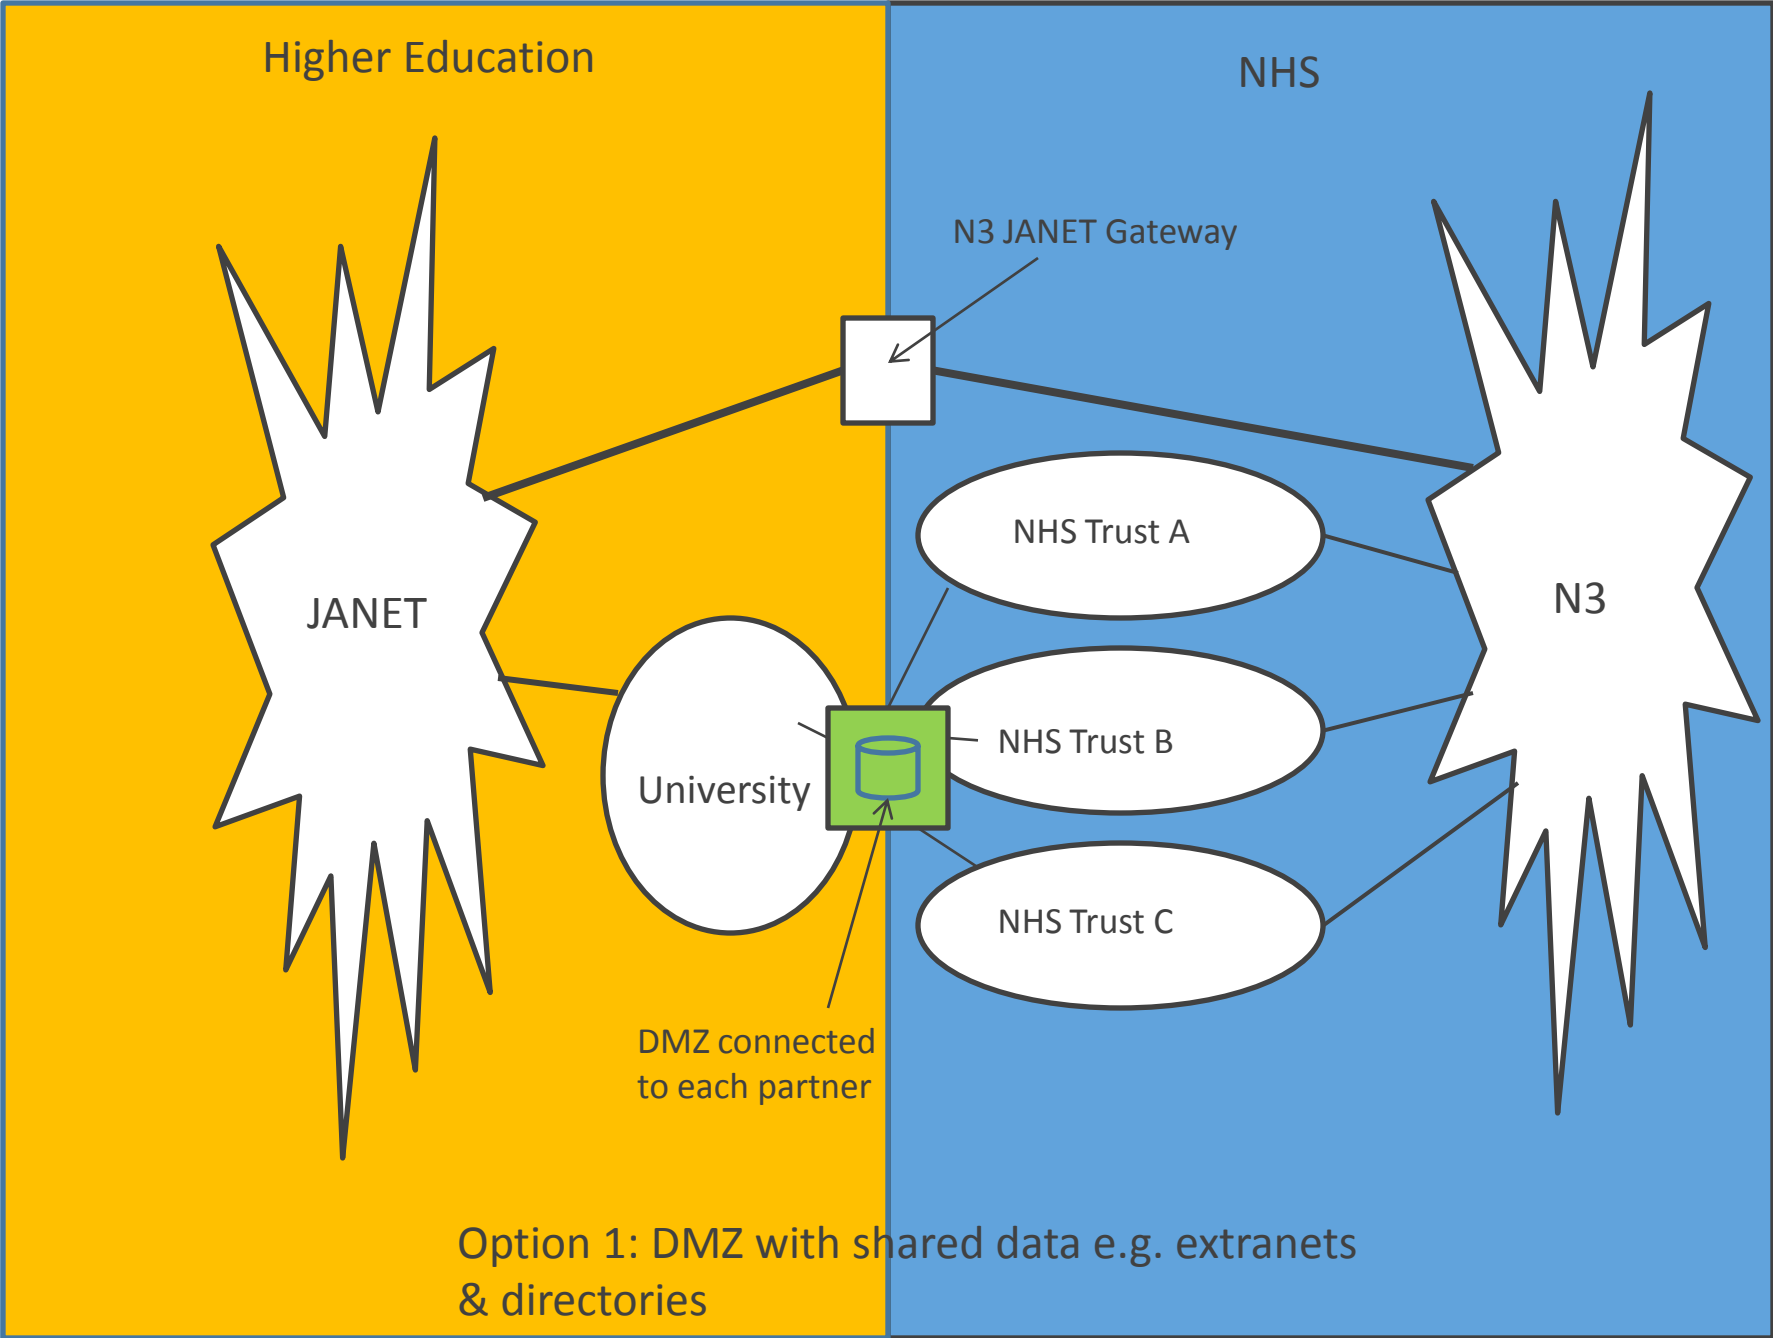 Higher Education
NHS
N3 JANET Gateway
NHS Trust A
JANET
N3
NHS Trust B
University
NHS Trust C
DMZ connected
to each partner
Option 1: DMZ with shared data e.g. extranets
& directories